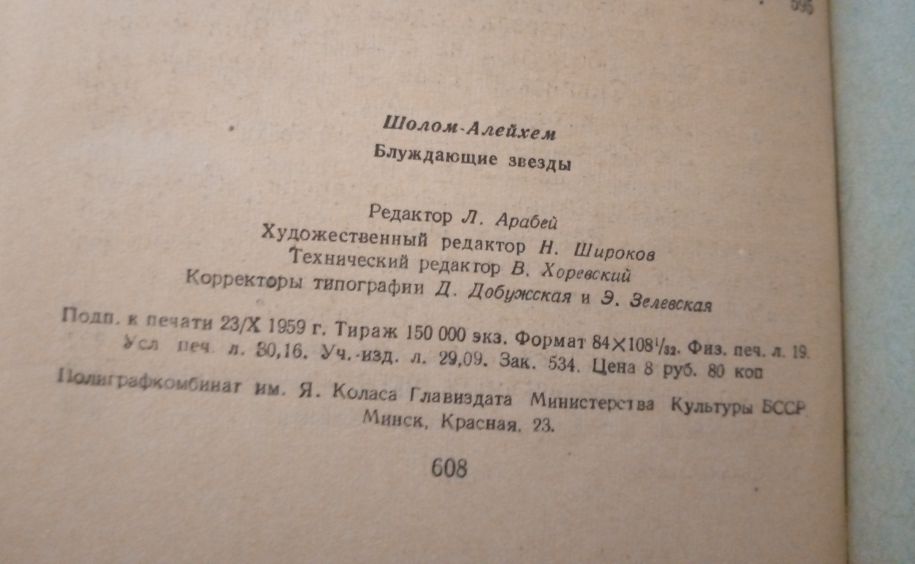 595
Шолом-Алейхем
Блуждающие звезды
Редактор Л. Арабей
Художественный редактор Н. Широков
Технический редактор В. Хоревский
Корректоры типографии Д. Добужская и Э. Зелевская
Подп. к печати 23/X 1959 г. Тираж 150 000 экз. Формат 84×108¹/₃₂. Физ. печ. л. 19.
Усл печ. л. 30,16. Уч.-изд. л. 29,09. Зак. 534. Цена 8 руб. 80 коп
Полиграфкомбинат им. Я. Коласа Главиздата Министерства Культуры БССР
Минск, Красная, 23.
608